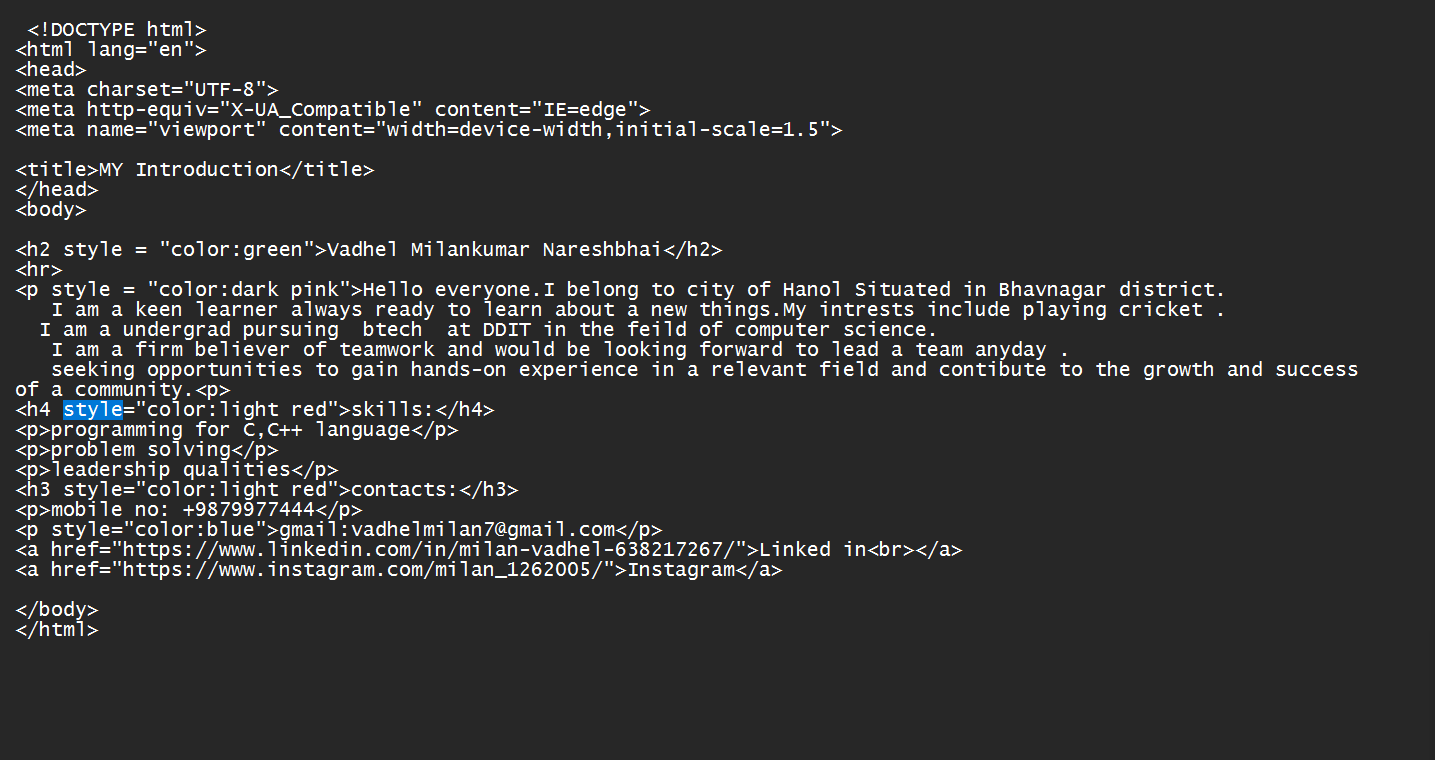 <!DOCTYPE html>
<html lang="en">
<head>
<meta charset="UTF-8">
<meta http-equiv="X-UA_Compatible" content="IE=edge">
<meta name="viewport" content="width=device-width,initial-scale=1.5">
<title>MY Introduction</title>
</head>
<body>
<h2 style = "color:green">Vadhel Milankumar Nareshbhai</h2>
<hr>
<p style = "color:dark pink">Hello everyone.I belong to city of Hanol Situated in Bhavnagar district.
I am a keen learner always ready to learn about a new things.My intrests include playing cricket .
I am a undergrad pursuing  btech  at DDIT in the feild of computer science.
I am a firm believer of teamwork and would be looking forward to lead a team anyday .
seeking opportunities to gain hands-on experience in a relevant field and contibute to the growth and success
of a community.<p>
<h4 style="color:light red">skills:</h4>
<p>programming for C,C++ language</p>
<p>problem solving</p>
<p>leadership qualities</p>
<h3 style="color:light red">contacts:</h3>
<p>mobile no: +9879977444</p>
<p style="color:blue">gmail:vadhelmilan7@gmail.com</p>
<a href="https://www.linkedin.com/in/milan-vadhel-638217267/">Linked in<br></a>
<a href="https://www.instagram.com/milan_1262005/">Instagram</a>
</body>
</html>